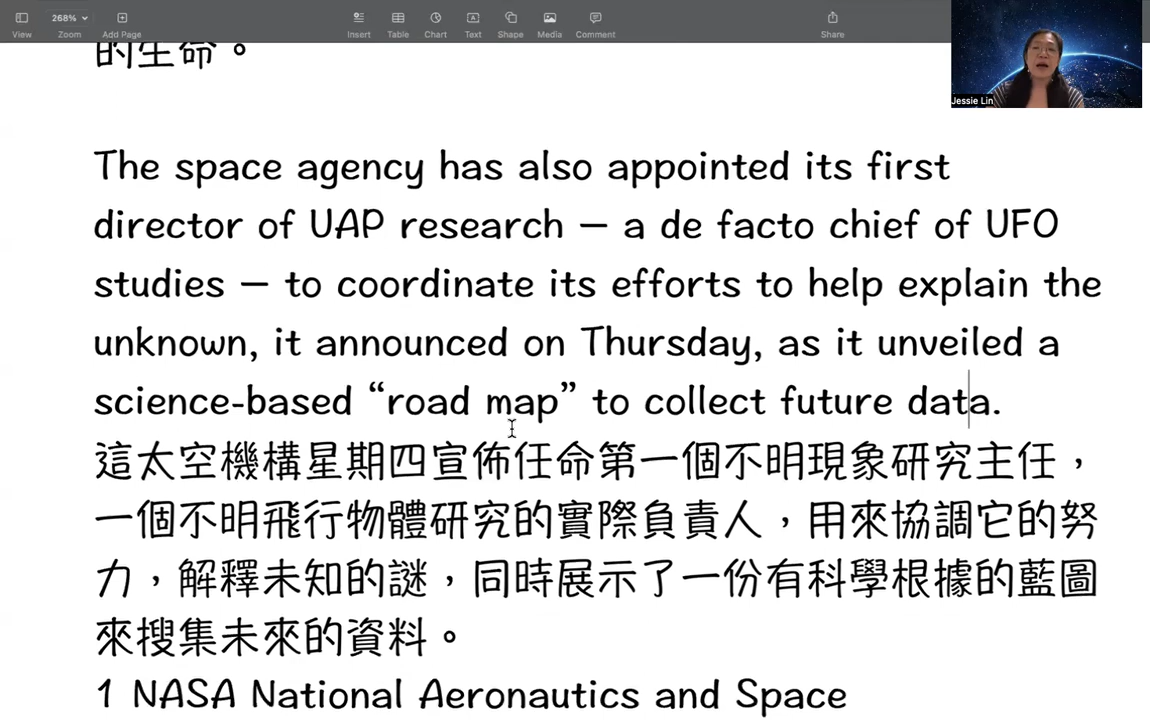 268%
View
Zoom
Add Page
Insert
Table
Chart
Text
Shape
Media
Comment
Share
Jessie Lin
的生命。
The space agency has also appointed its first
director of UAP research – a de facto chief of UFO
studies – to coordinate its efforts to help explain the
unknown, it announced on Thursday, as it unveiled a
science-based “road map” to collect future data.
這太空機構星期四宣佈任命第一個不明現象研究主任，
一個不明飛行物體研究的實際負責人，用來協調它的努
力，解釋未知的謎，同時展示了一份有科學根據的藍圖
來搜集未來的資料。
1 NASA National Aeronautics and Space